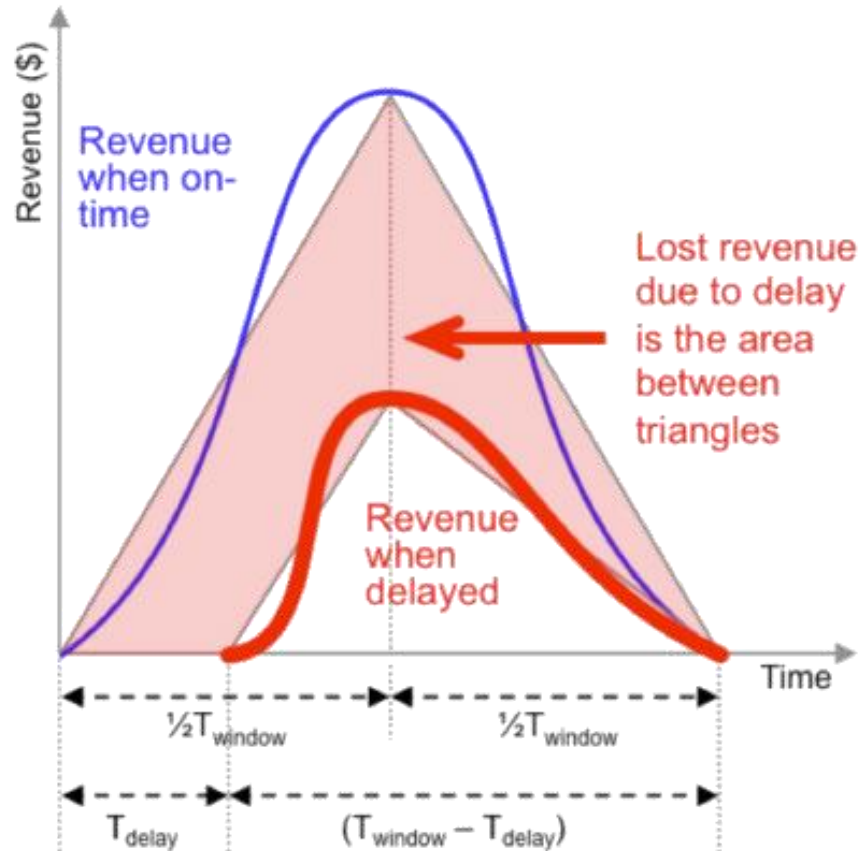 Revenue ($)
Revenue
when on-
time
Lost revenue
due to delay
is the area
between
triangles
Revenue
when
delayed
Time
½T_window
½T_window
T_delay
(T_window – T_delay)